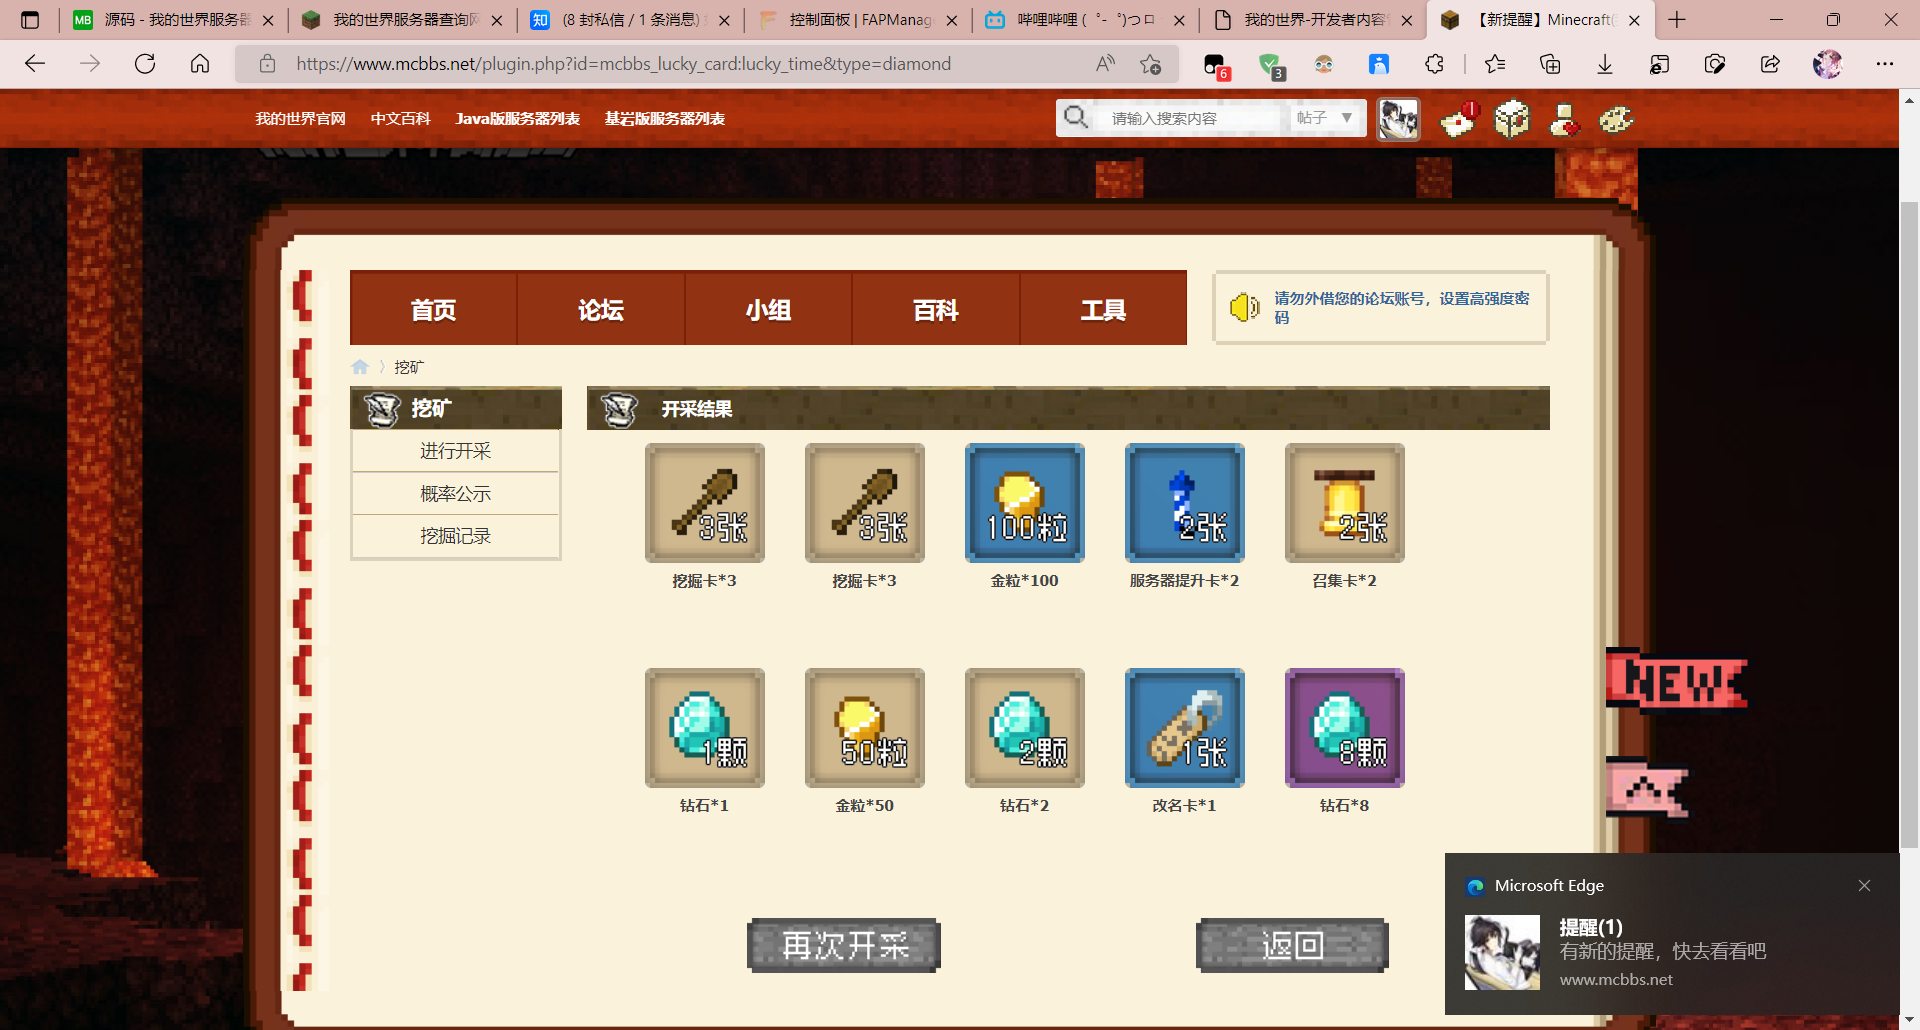 源码 - 我的世界服务器
我的世界服务器查询网
(8 封私信 / 1 条消息)
控制面板 | FAPManag
哔哩哔哩 ( ゜- ゜)つロ
我的世界-开发者内容
【新提醒】Minecraft(
https://www.mcbbs.net/plugin.php?id=mcbbs_lucky_card:lucky_time&type=diamond
6
3
我的世界官网
中文百科
Java版服务器列表
基岩版服务器列表
请输入搜索内容
帖子
首页
论坛
小组
百科
工具
请勿外借您的论坛账号，设置高强度密
码
挖矿
挖矿
进行开采
概率公示
挖掘记录
开采结果
3张
3张
100粒
2张
2张
挖掘卡*3
挖掘卡*3
金粒*100
服务器提升卡*2
召集卡*2
1颗
50粒
2颗
1张
8颗
钻石*1
金粒*50
钻石*2
改名卡*1
钻石*8
NEW
再次开采
返回
Microsoft Edge
提醒(1)
有新的提醒，快去看看吧
www.mcbbs.net